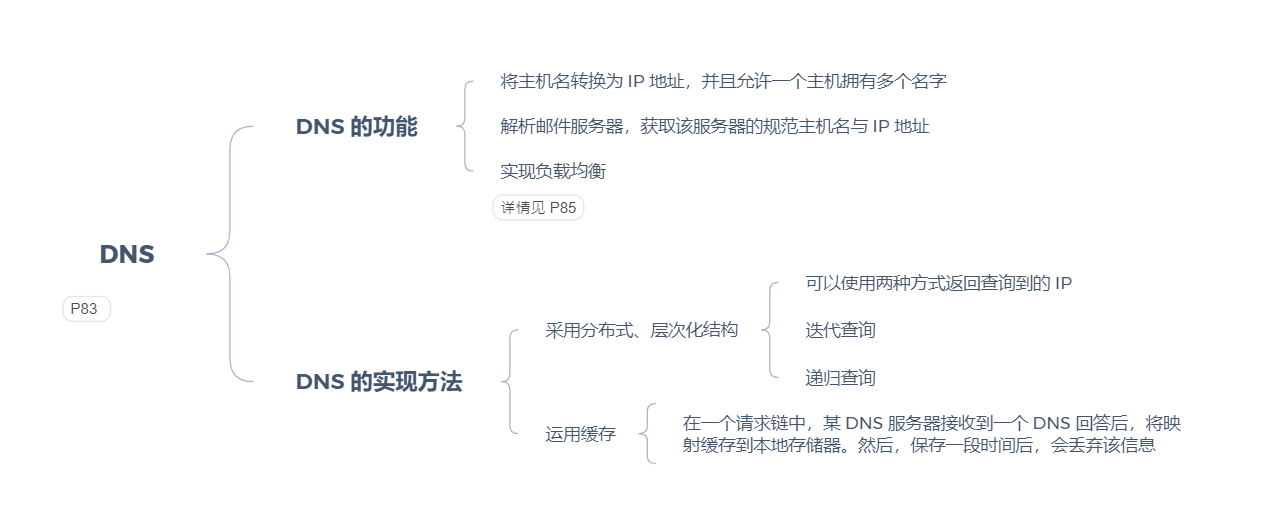 DNS
P83
DNS 的功能
将主机名转换为 IP 地址，并且允许一个主机拥有多个名字
解析邮件服务器，获取该服务器的规范主机名与 IP 地址
实现负载均衡
详情见 P85
DNS 的实现方法
采用分布式、层次化结构
可以使用两种方式返回查询到的 IP
迭代查询
递归查询
运用缓存
在一个请求链中，某 DNS 服务器接收到一个 DNS 回答后，将映
射缓存到本地存储器。然后，保存一段时间后，会丢弃该信息